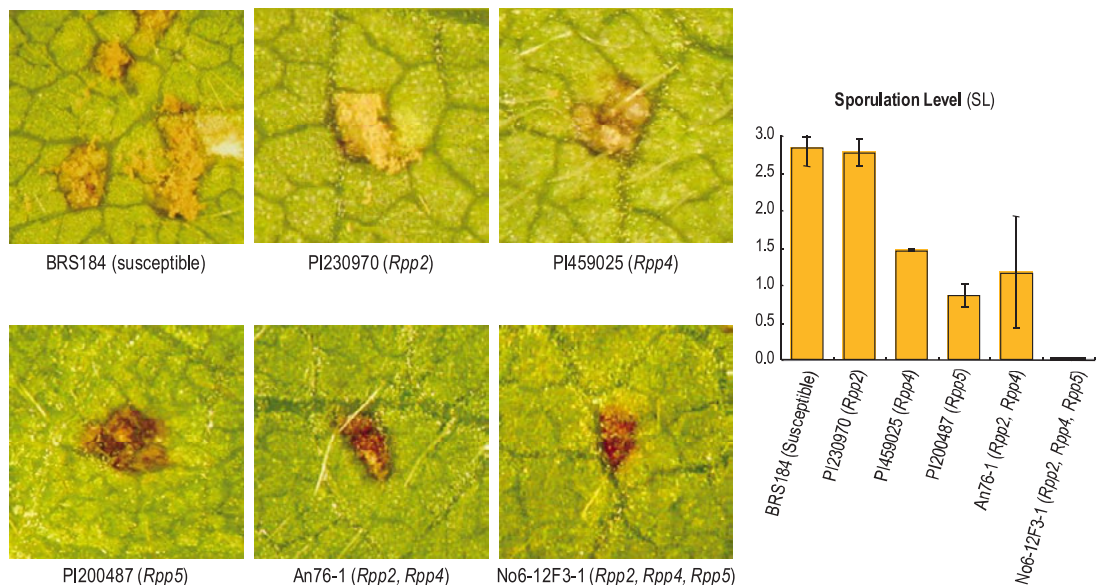 BRS184 (susceptible)
PI230970 (Rpp2)
PI459025 (Rpp4)
PI200487 (Rpp5)
An76-1 (Rpp2, Rpp4)
No6-12F3-1 (Rpp2, Rpp4, Rpp5)
Sporulation Level (SL)
3.0
2.5
2.0
1.5
1.0
0.5
0.0
BRS184 (Susceptible)
PI230970 (Rpp2)
PI459025 (Rpp4)
PI200487 (Rpp5)
An76-1 (Rpp2, Rpp4)
No6-12F3-1 (Rpp2, Rpp4, Rpp5)